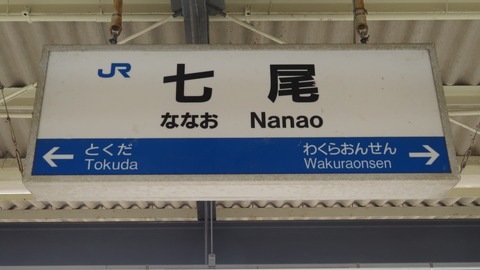 JR 七尾
ななお Nanao
← とくだ わくらおんせん →
Tokuda Wakuraonsen